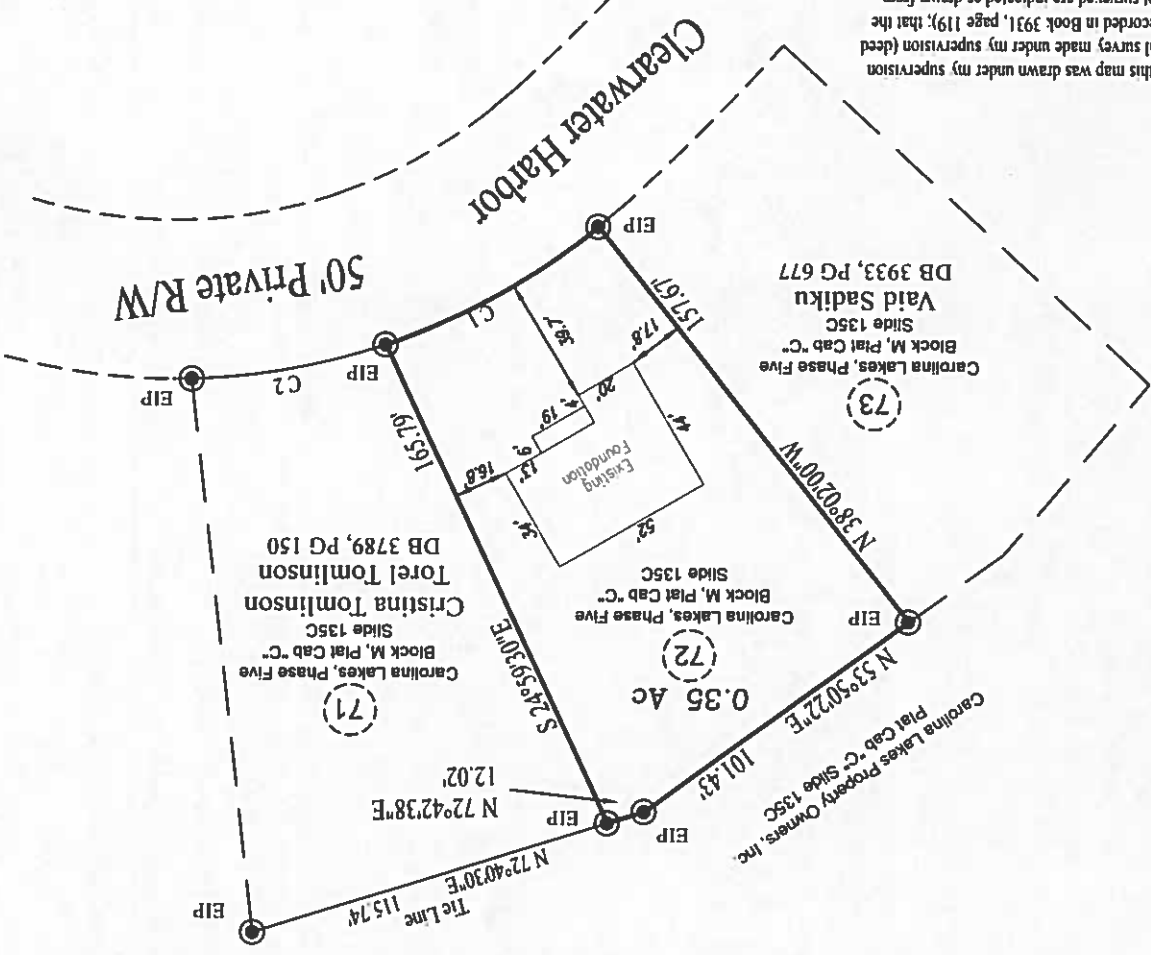 this map was drawn under my supervision
l survey made under my supervision (deed
ecorded in Book 3931, page 119); that the
Clearwater Harbor
50' Private R/W
EIP
C2
EIP
C1
EIP
39.7'
17.8'
157.67'
20'
4'
19'
6'
13'
16.8'
165.79'
44'
34'
52'
Existing
Foundation
DB 3933, PG 677
Vaid Sadiku
Slide 135C
Block M, Plat Cab "C"
Carolina Lakes, Phase Five
73
N 38°02'00"W
71
Carolina Lakes, Phase Five
Block M, Plat Cab "C"
Slide 135C
Cristina Tomlinson
Torel Tomlinson
DB 3789, PG 150
S 24°59'30"E
0.35 Ac
72
Carolina Lakes, Phase Five
Block M, Plat Cab "C"
Slide 135C
EIP
N 53°50'22"E
101.43'
Carolina Lakes Property Owners, Inc.
Plat Cab "C" Slide 135C
N 72°42'38"E
12.02'
EIP
EIP
N 72°40'30"E
Tie Line 115.74'
EIP